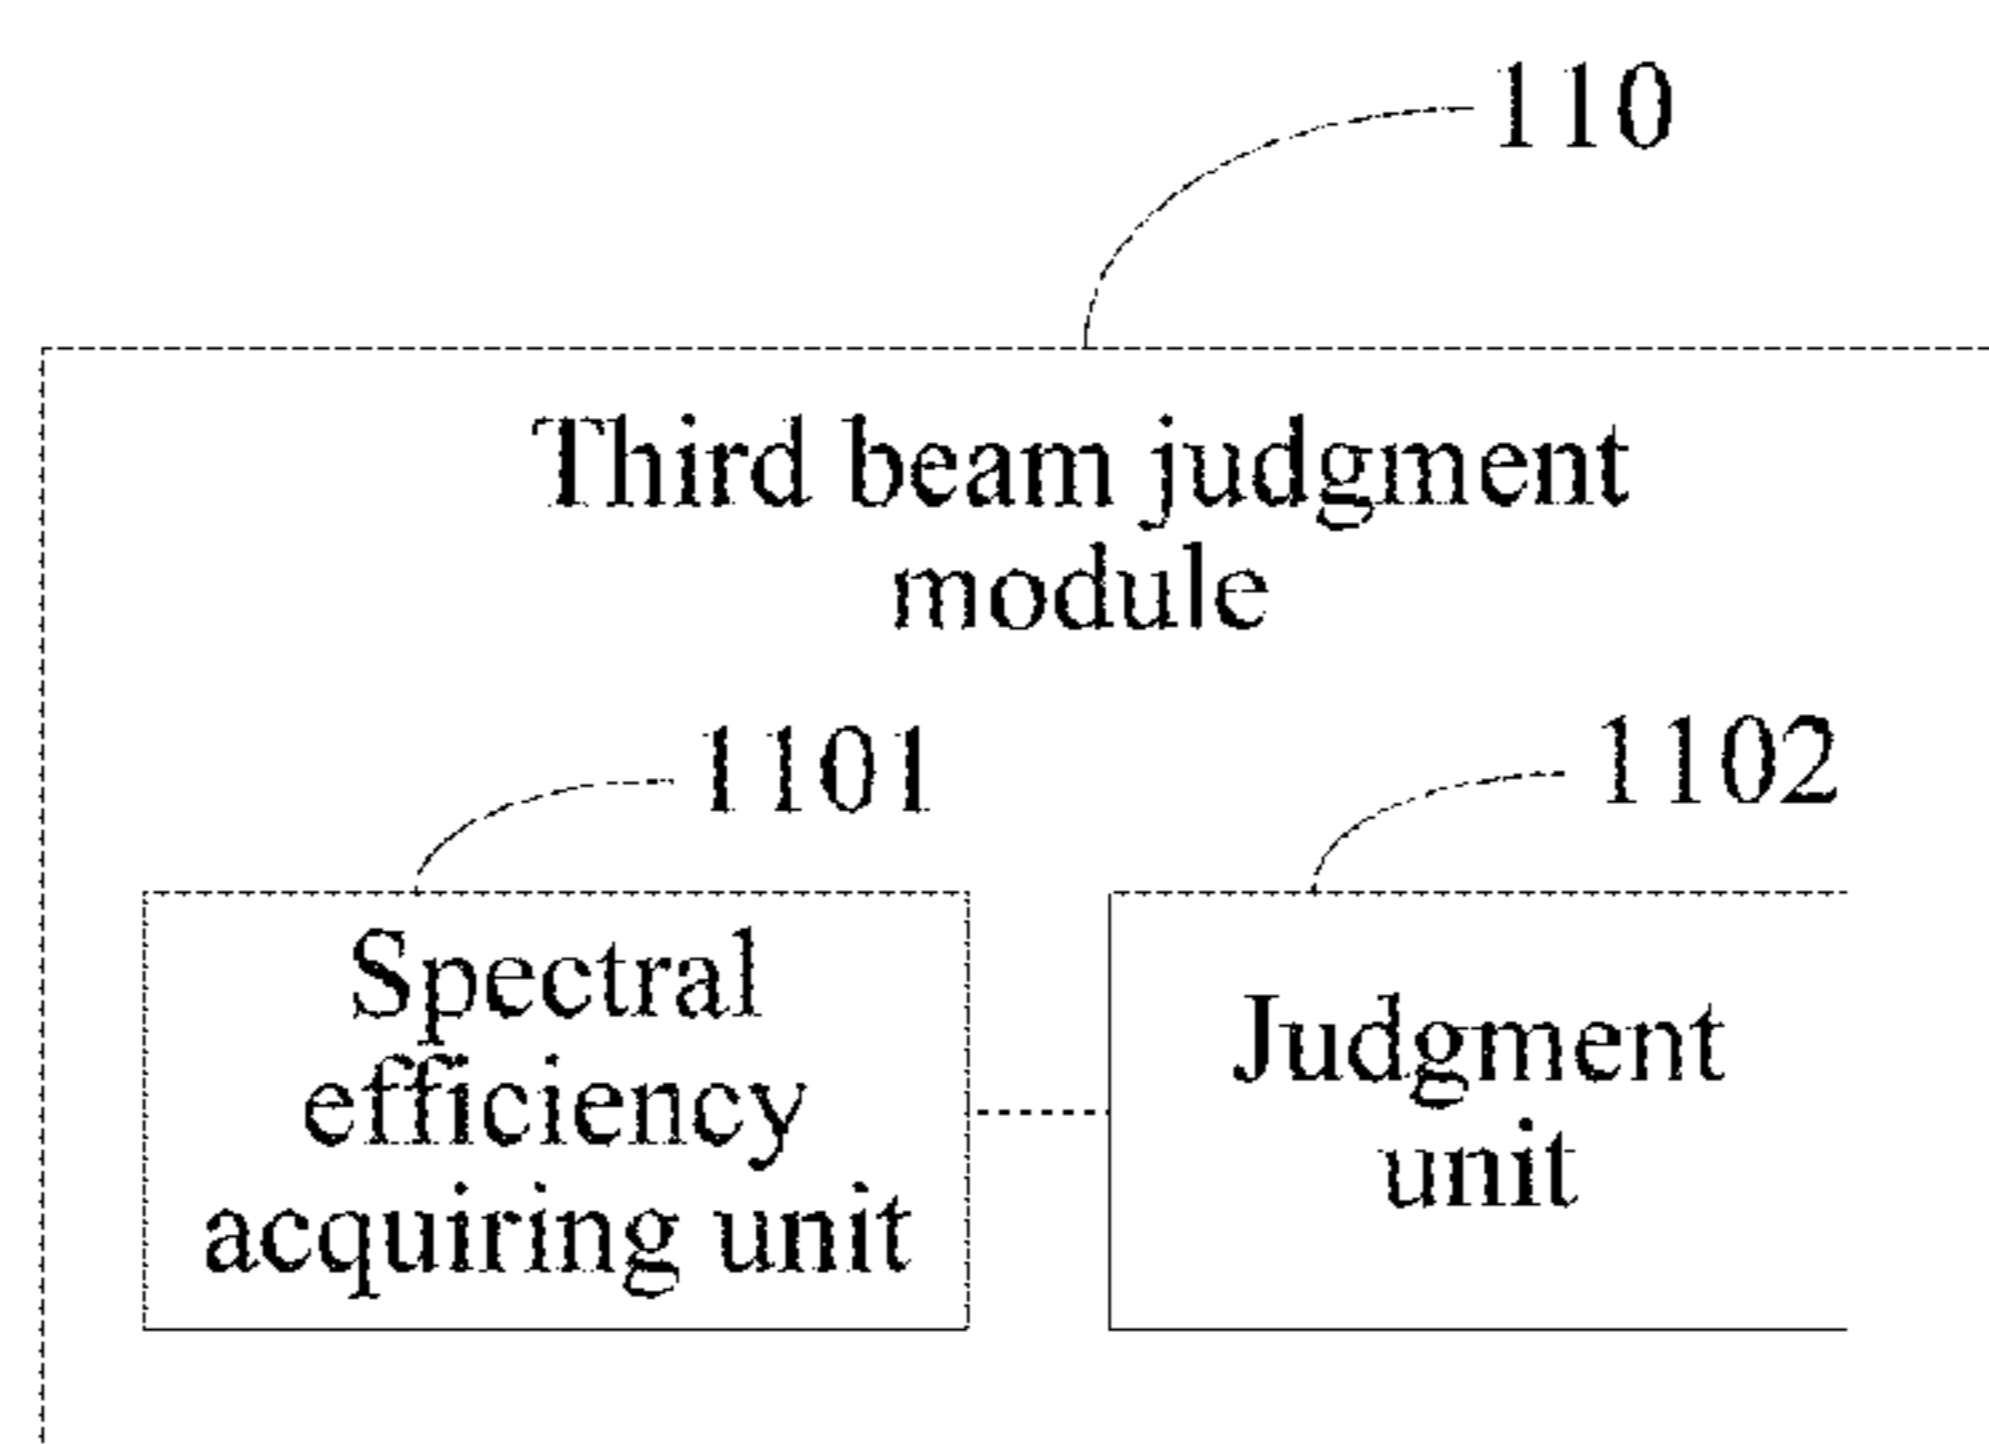 110
Third beam judgment
module
1101
1102
Spectral
efficiency
acquiring unit
Judgment
unit